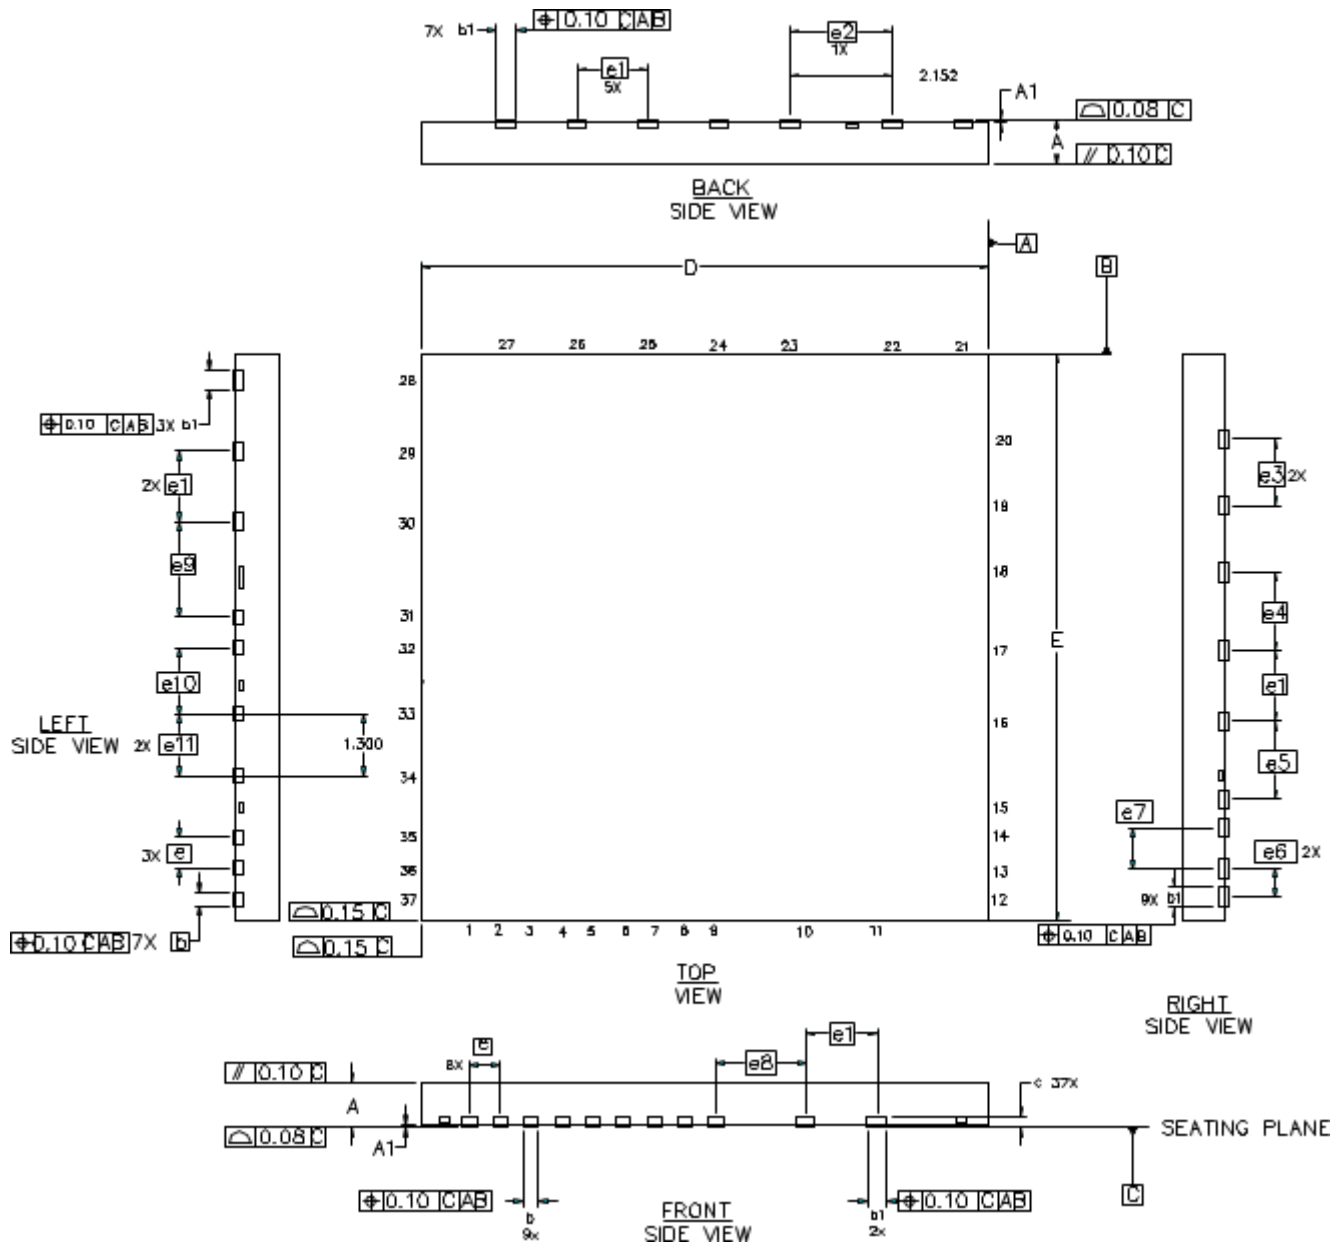 7X b1
⌖ 0.10 C A B
e1
5X
e2
1X
2.152
A1
⌓ 0.08 C
A
// 0.10 C
BACK
SIDE VIEW
D
A
B
27 26 25 24 23 22 21
28
29
30
31
32
33
34
35
36
37
20
19
18
17
16
15
14
13
12
E
⌖ 0.10 C A B 3X b1
2X e1
e9
e10
2X e11
1.300
3X e
⌖ 0.10 C A B 7X b
LEFT
SIDE VIEW
⌓ 0.15 C
⌓ 0.15 C
1 2 3 4 5 6 7 8 9 10 11
TOP
VIEW
e3 2X
e4
e1
e5
e7
e6 2X
9X b1
⌖ 0.10 C A B
RIGHT
SIDE VIEW
e
8X
e8
e1
// 0.10 C
A
⌓ 0.08 C
A1
c 37X
SEATING PLANE
C
⌖ 0.10 C A B
b
9x
b1
2x
⌖ 0.10 C A B
FRONT
SIDE VIEW